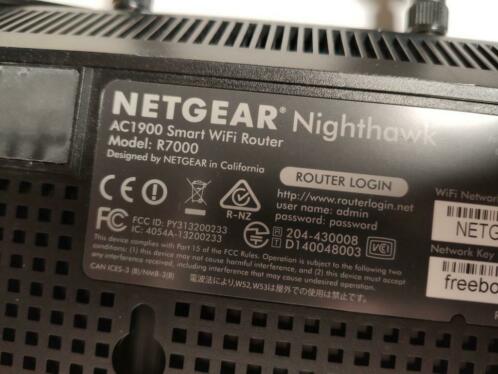 NETGEAR® Nighthawk
AC1900 Smart WiFi Router
Model: R7000
Designed by NETGEAR in California
ROUTER LOGIN
http://www.routerlogin.net
user name: admin
password: password
WiFi Network
NETG
Network Key
freebo
CE
R-NZ
FCC ID: PY313200233
IC: 4054A-13200233
R 204-430008
T D140048003
VCCI
This device complies with Part 15 of the FCC Rules. Operation is subject to the following two
conditions: (1) this device may not cause harmful interference, and (2) this device must accept
any interference received, including interference that may cause undesired operation.
CAN ICES-3 (B)/NMB-3(B)
電波法により、W52, W53は屋外での使用は禁止です。